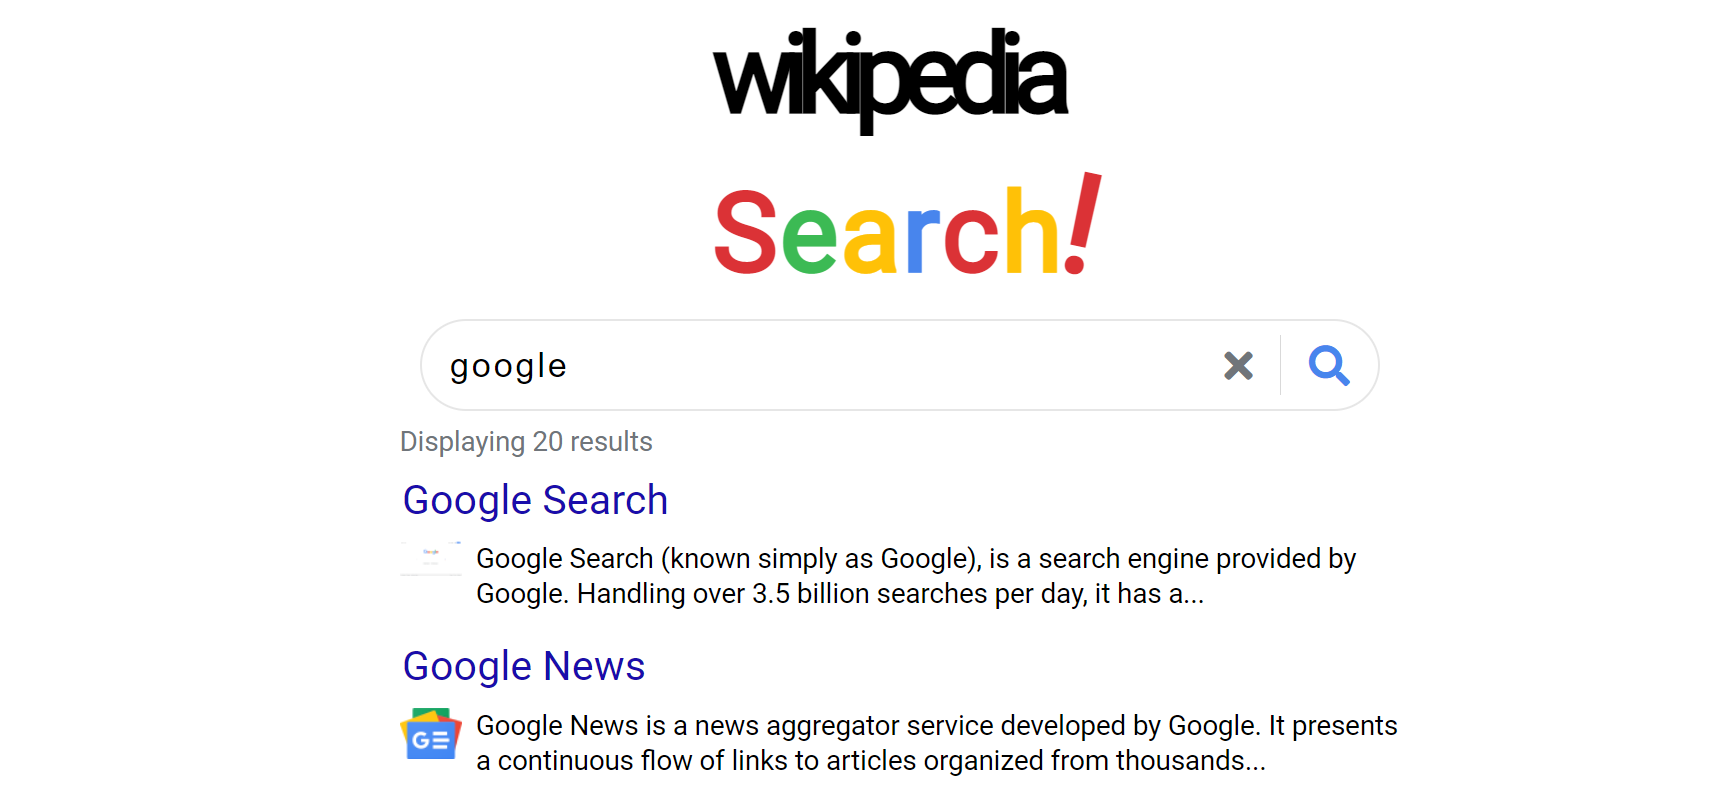 wikipedia
Search!
google
Displaying 20 results
Google Search
Google Search (known simply as Google), is a search engine provided by
Google. Handling over 3.5 billion searches per day, it has a...
Google News
GE
Google News is a news aggregator service developed by Google. It presents
a continuous flow of links to articles organized from thousands...